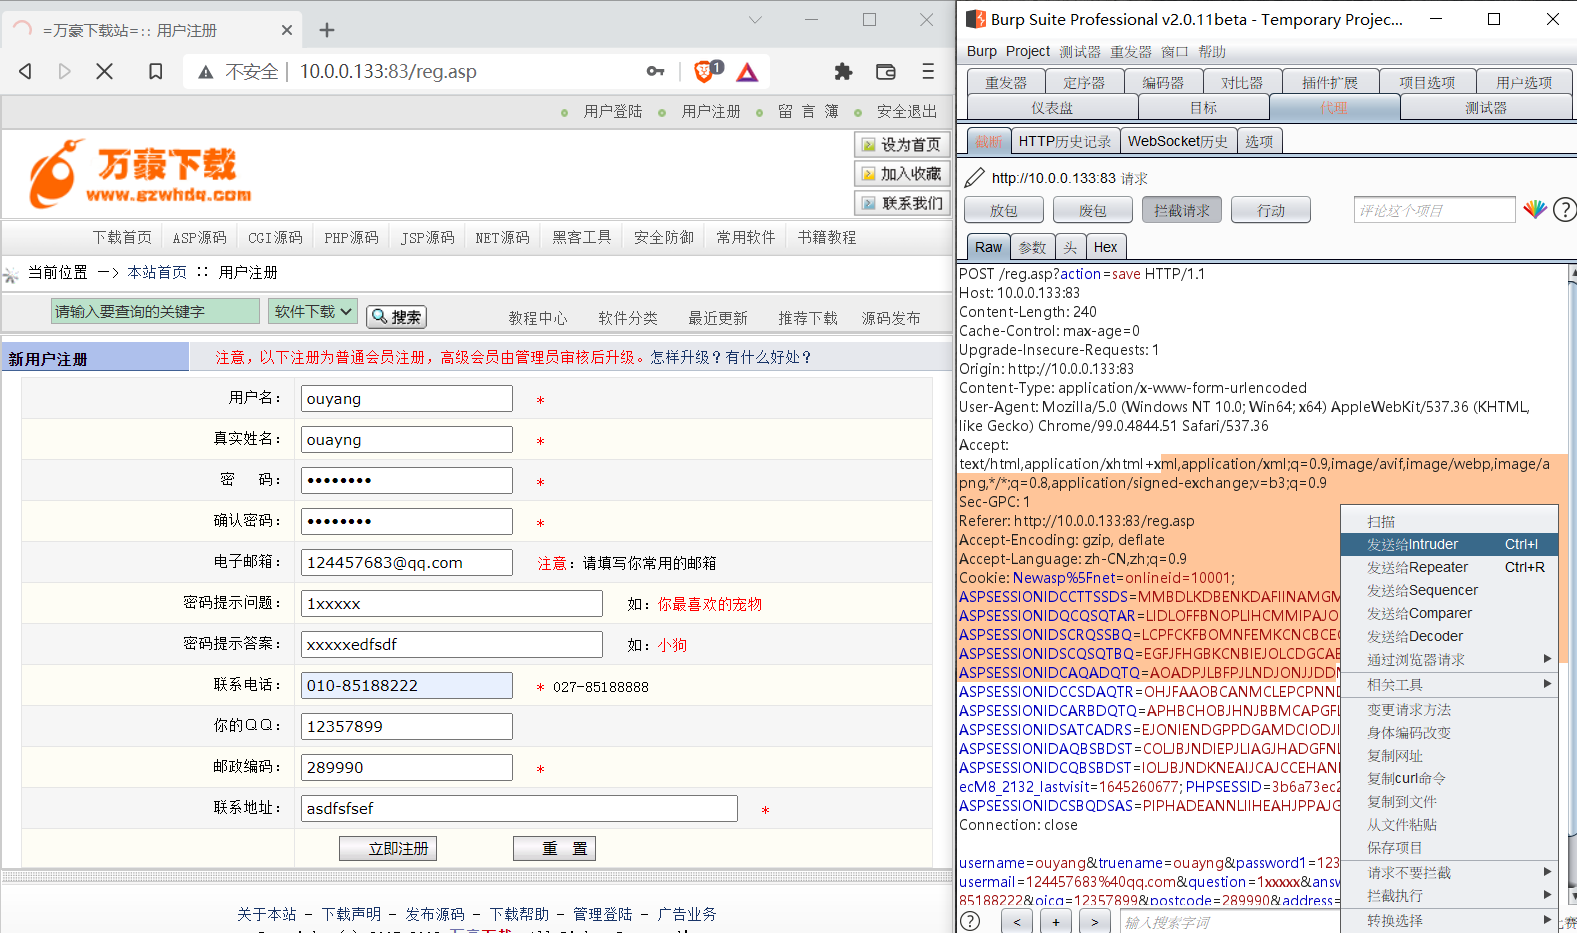 =万豪下载站=:: 用户注册
不安全
10.0.0.133:83/reg.asp
1
用户登陆
用户注册
留 言 薄
安全退出
万豪下载
www.gzwhdq.com
设为首页
加入收藏
联系我们
下载首页 ASP源码 CGI源码 PHP源码 JSP源码 NET源码 黑客工具 安全防御 常用软件 书籍教程
当前位置 —> 本站首页 :: 用户注册
请输入要查询的关键字 软件下载 搜索 教程中心 软件分类 最近更新 推荐下载 源码发布
新用户注册 注意，以下注册为普通会员注册，高级会员由管理员审核后升级。怎样升级？有什么好处？
用户名： ouyang *
真实姓名： ouayng *
密 码： •••••••• *
确认密码： •••••••• *
电子邮箱： 124457683@qq.com 注意：请填写你常用的邮箱
密码提示问题： 1xxxxx 如：你最喜欢的宠物
密码提示答案： xxxxxedfsdf 如：小狗
联系电话： 010-85188222 * 027-85188888
你的ＱＱ： 12357899
邮政编码： 289990 *
联系地址： asdfsfsef *
立即注册 重 置
关于本站 - 下载声明 - 发布源码 - 下载帮助 - 管理登陆 - 广告业务
Burp Suite Professional v2.0.11beta - Temporary Projec...
Burp Project 测试器 重发器 窗口 帮助
重发器 定序器 编码器 对比器 插件扩展 项目选项 用户选项
仪表盘 目标 代理 测试器
截断 HTTP历史记录 WebSocket历史 选项
http://10.0.0.133:83 请求
放包 废包 拦截请求 行动 评论这个项目 ?
Raw 参数 头 Hex
POST /reg.asp?action=save HTTP/1.1
Host: 10.0.0.133:83
Content-Length: 240
Cache-Control: max-age=0
Upgrade-Insecure-Requests: 1
Origin: http://10.0.0.133:83
Content-Type: application/x-www-form-urlencoded
User-Agent: Mozilla/5.0 (Windows NT 10.0; Win64; x64) AppleWebKit/537.36 (KHTML,
like Gecko) Chrome/99.0.4844.51 Safari/537.36
Accept:
text/html,application/xhtml+xml,application/xml;q=0.9,image/avif,image/webp,image/a
png,*/*;q=0.8,application/signed-exchange;v=b3;q=0.9
Sec-GPC: 1
Referer: http://10.0.0.133:83/reg.asp
Accept-Encoding: gzip, deflate
Accept-Language: zh-CN,zh;q=0.9
Cookie: Newasp%5Fnet=onlineid=10001;
ASPSESSIONIDCCTTSSDS=MMBDLKDBENKDAFIINAMGM
ASPSESSIONIDQCQSQTAR=LIDLOFFBNOPLIHCMMIPAJO
ASPSESSIONIDSCRQSSBQ=LCPFCKFBOMNFEMKCNCBCE
ASPSESSIONIDSCQSQTBQ=EGFJFHGBKCNBIEJOLCDGCAE
ASPSESSIONIDCAQADQTQ=AOADPJLBFPJLNDJONJJDD
ASPSESSIONIDCCSDAQTR=OHJFAAOBCANMCLEPCPNND
ASPSESSIONIDCARBDQTQ=APHBCHOBJHNJBBMCAPGFL
ASPSESSIONIDSATCADRS=EJONIENDGPPDGAMDCIODJI
ASPSESSIONIDAQBSBDST=COLJBJNDIEPJLIAGJHADGFNL
ASPSESSIONIDCQBSBDST=IOLJBJNDKNEAIJCAJCCEHAN
ecM8_2132_lastvisit=1645260677; PHPSESSID=3b6a73ec2
ASPSESSIONIDCSBQDSAS=PIPHADEANNLIIHEAHJPPAJG
Connection: close
username=ouyang&truename=ouayng&password1=123
usermail=124457683%40qq.com&question=1xxxxx&answ
85188222&oicq=12357899&postcode=289990&address=
? < + > 输入搜索字词
扫描
发送给Intruder Ctrl+I
发送给Repeater Ctrl+R
发送给Sequencer
发送给Comparer
发送给Decoder
通过浏览器请求
相关工具
变更请求方法
身体编码改变
复制网址
复制curl命令
复制到文件
从文件粘贴
保存项目
请求不要拦截
拦截执行
转换选择